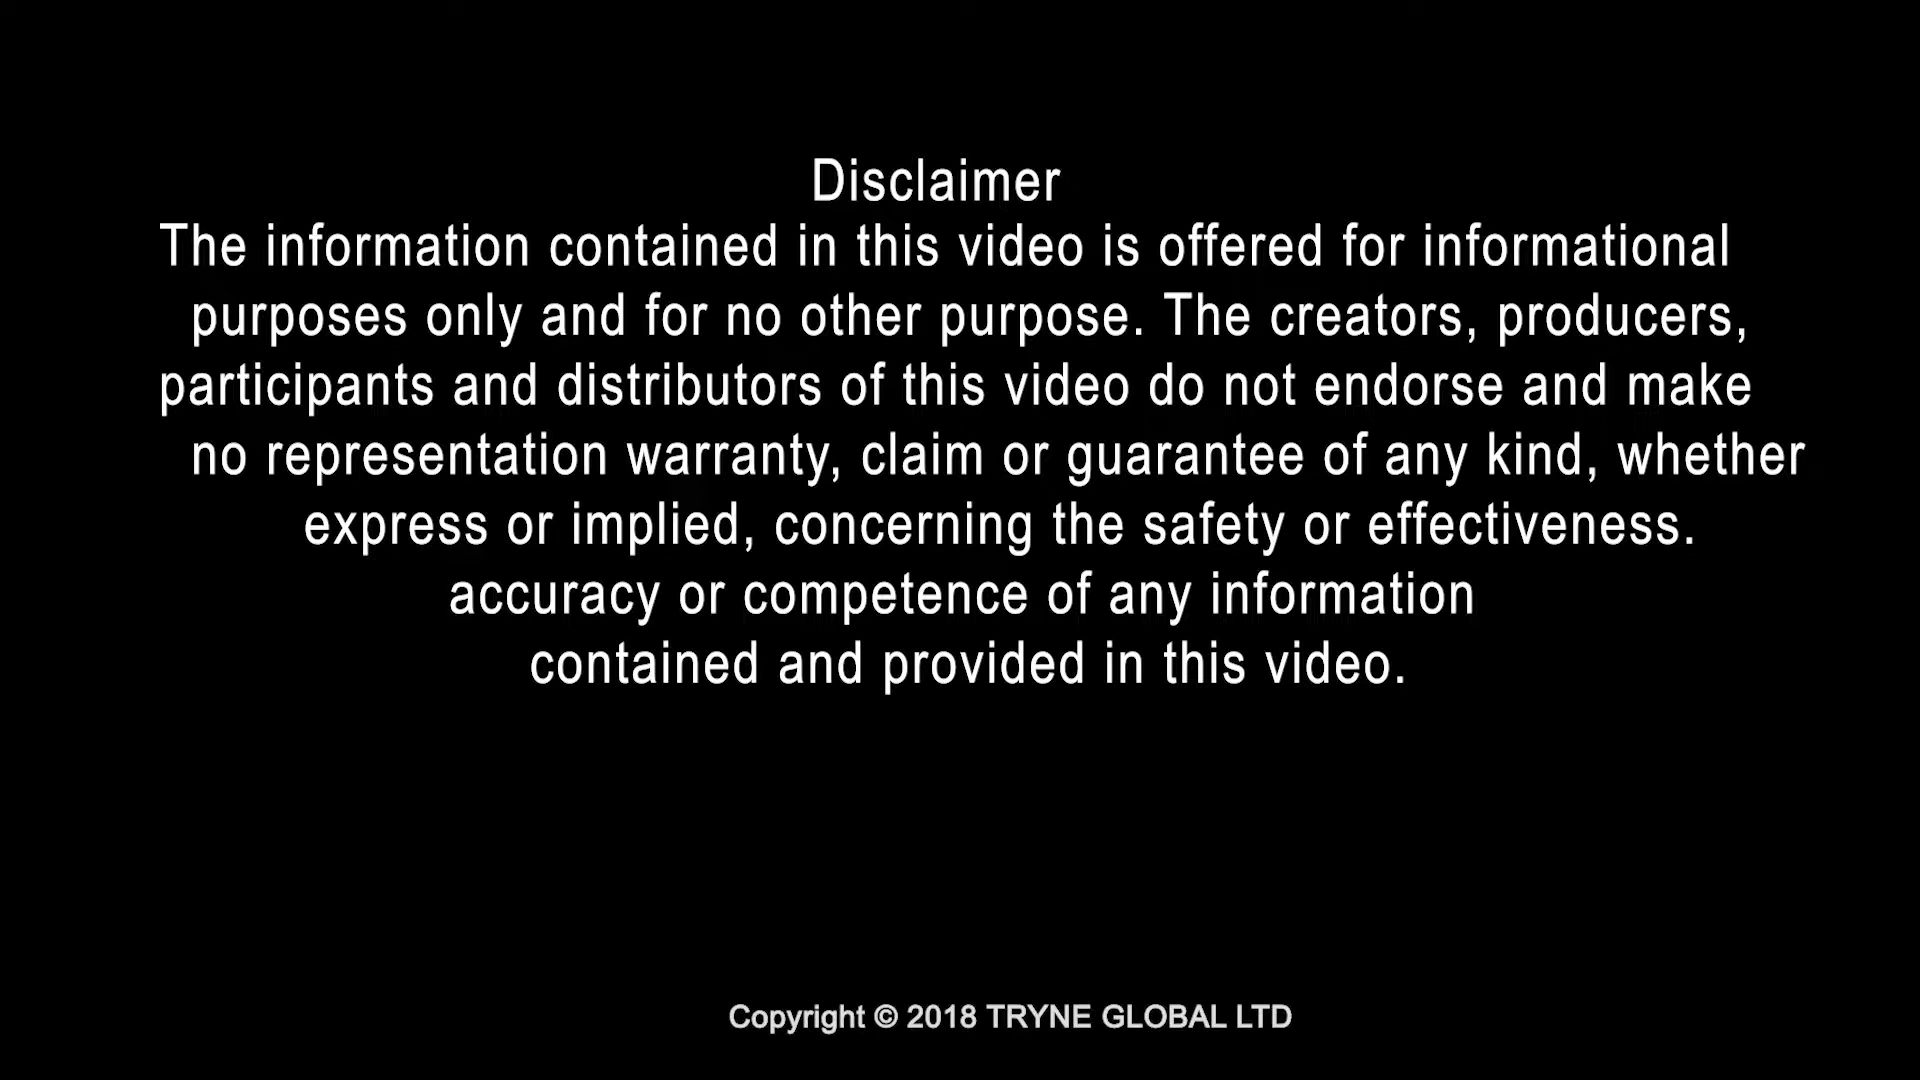 Disclaimer
The information contained in this video is offered for informational
purposes only and for no other purpose. The creators, producers,
participants and distributors of this video do not endorse and make
no representation warranty, claim or guarantee of any kind, whether
express or implied, concerning the safety or effectiveness.
accuracy or competence of any information
contained and provided in this video.
Copyright © 2018 TRYNE GLOBAL LTD